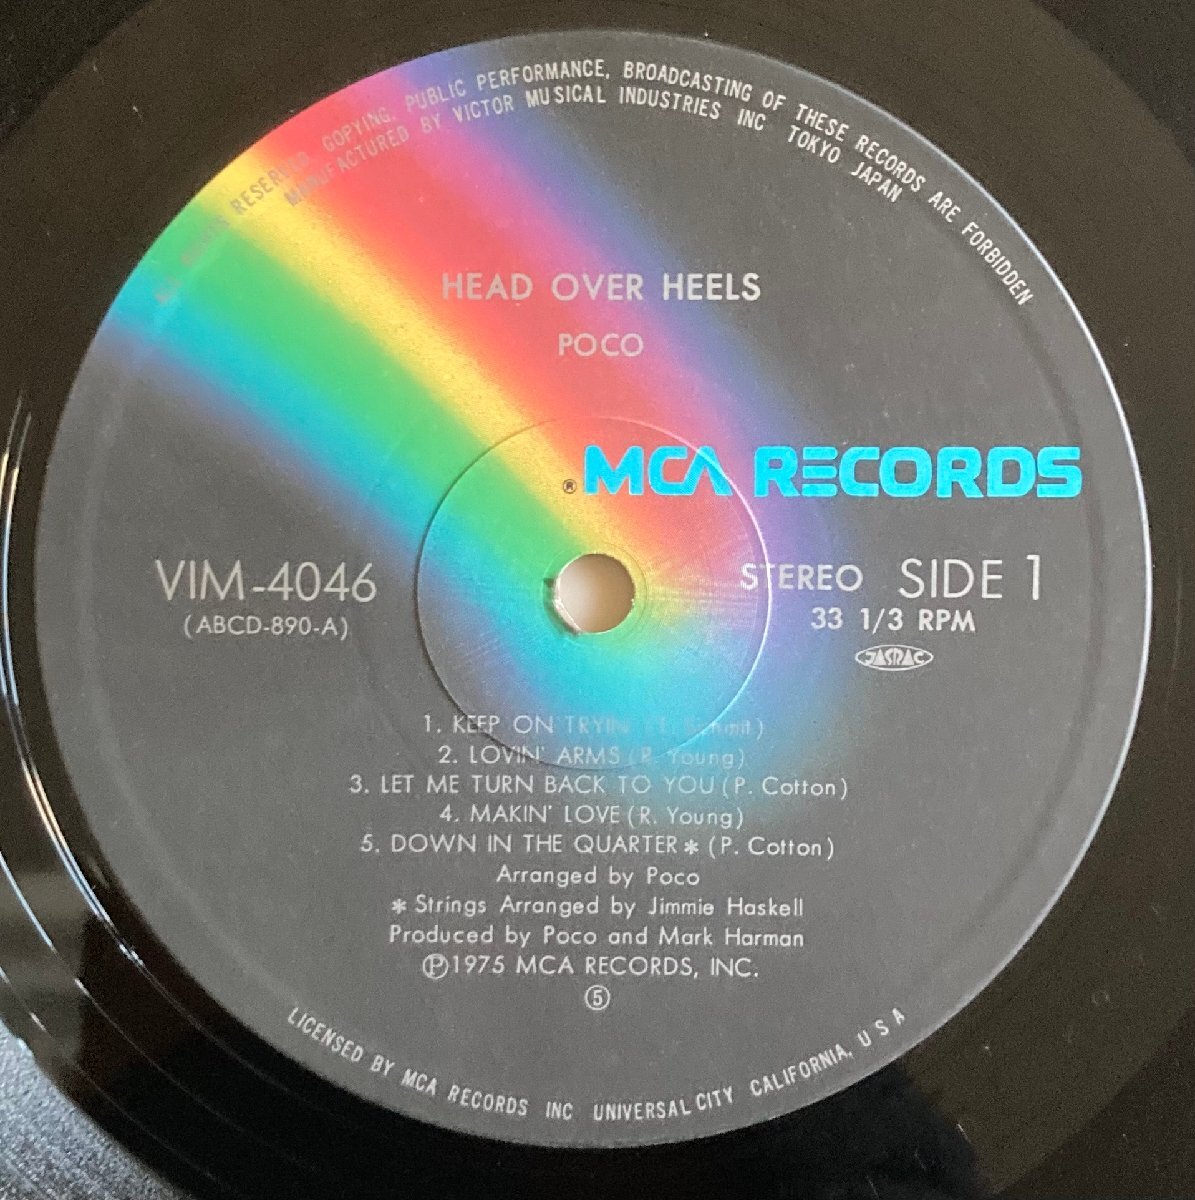 RESERVED. COPYING, PUBLIC PERFORMANCE, BROADCASTING OF THESE RECORDS ARE FORBIDDEN
MANUFACTURED BY VICTOR MUSICAL INDUSTRIES INC TOKYO JAPAN
HEAD OVER HEELS
POCO
® MCA RECORDS
VIM-4046
(ABCD-890-A)
STEREO SIDE 1
33 1/3 RPM
JASRAC
1. KEEP ON TRYIN'
2. LOVIN' ARMS (R. Young)
3. LET ME TURN BACK TO YOU (P. Cotton)
4. MAKIN' LOVE (R. Young)
5. DOWN IN THE QUARTER * (P. Cotton)
Arranged by Poco
* Strings Arranged by Jimmie Haskell
Produced by Poco and Mark Harman
Ⓟ1975 MCA RECORDS, INC.
⑤
LICENSED BY MCA RECORDS INC UNIVERSAL CITY CALIFORNIA, U S A